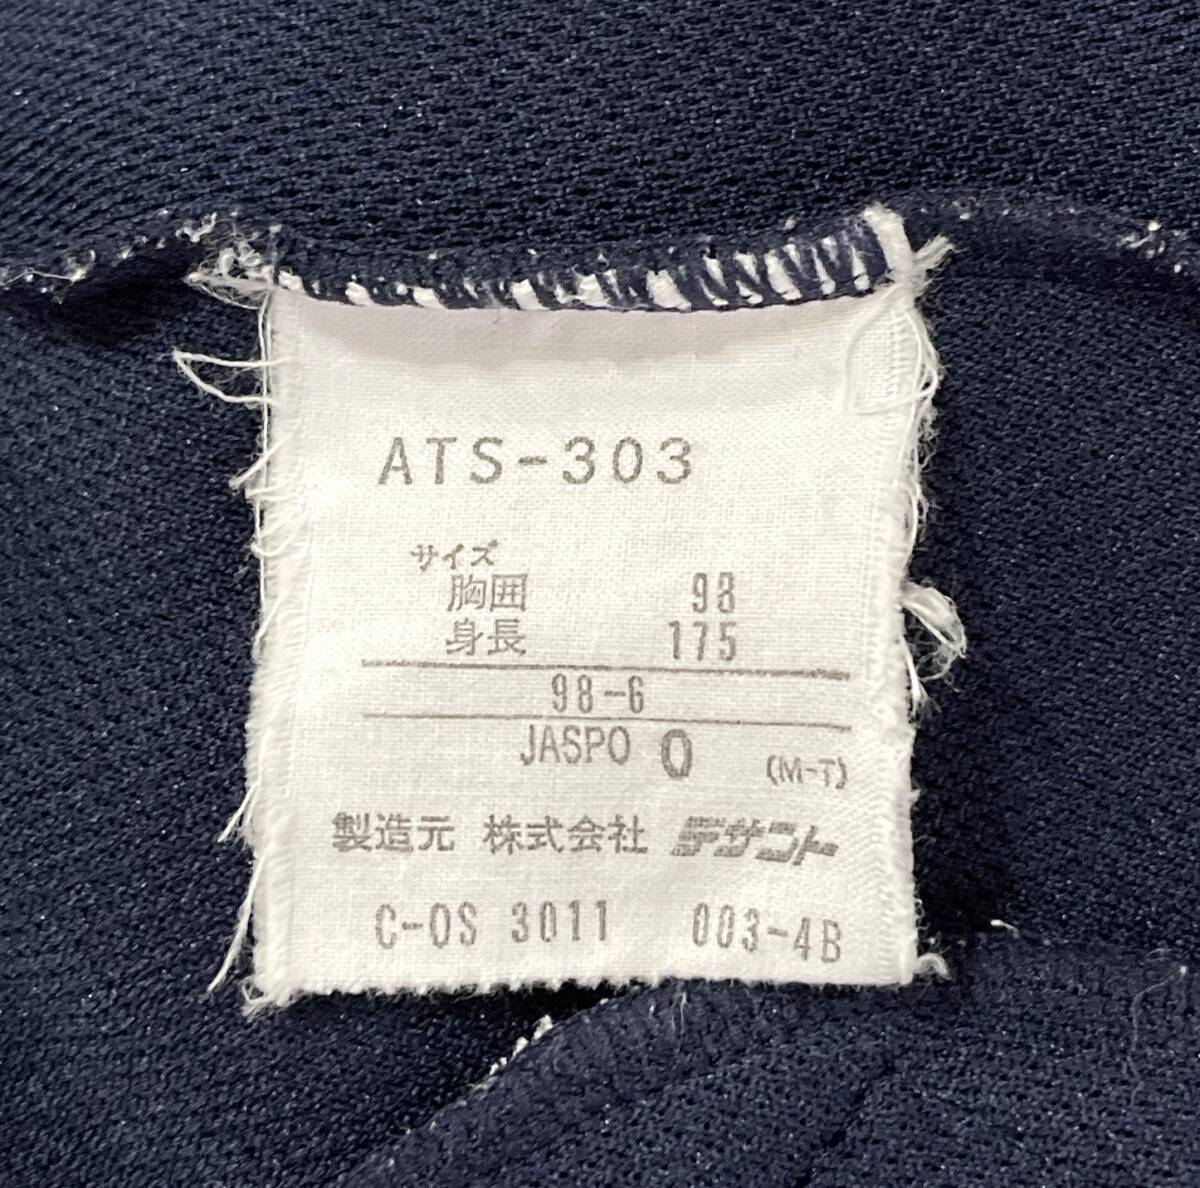 ATS-303
サイズ
胸囲 98
身長 175
98-6
JASPO O (M-T)
製造元 株式会社 デサント
C-OS 3011 003-4B